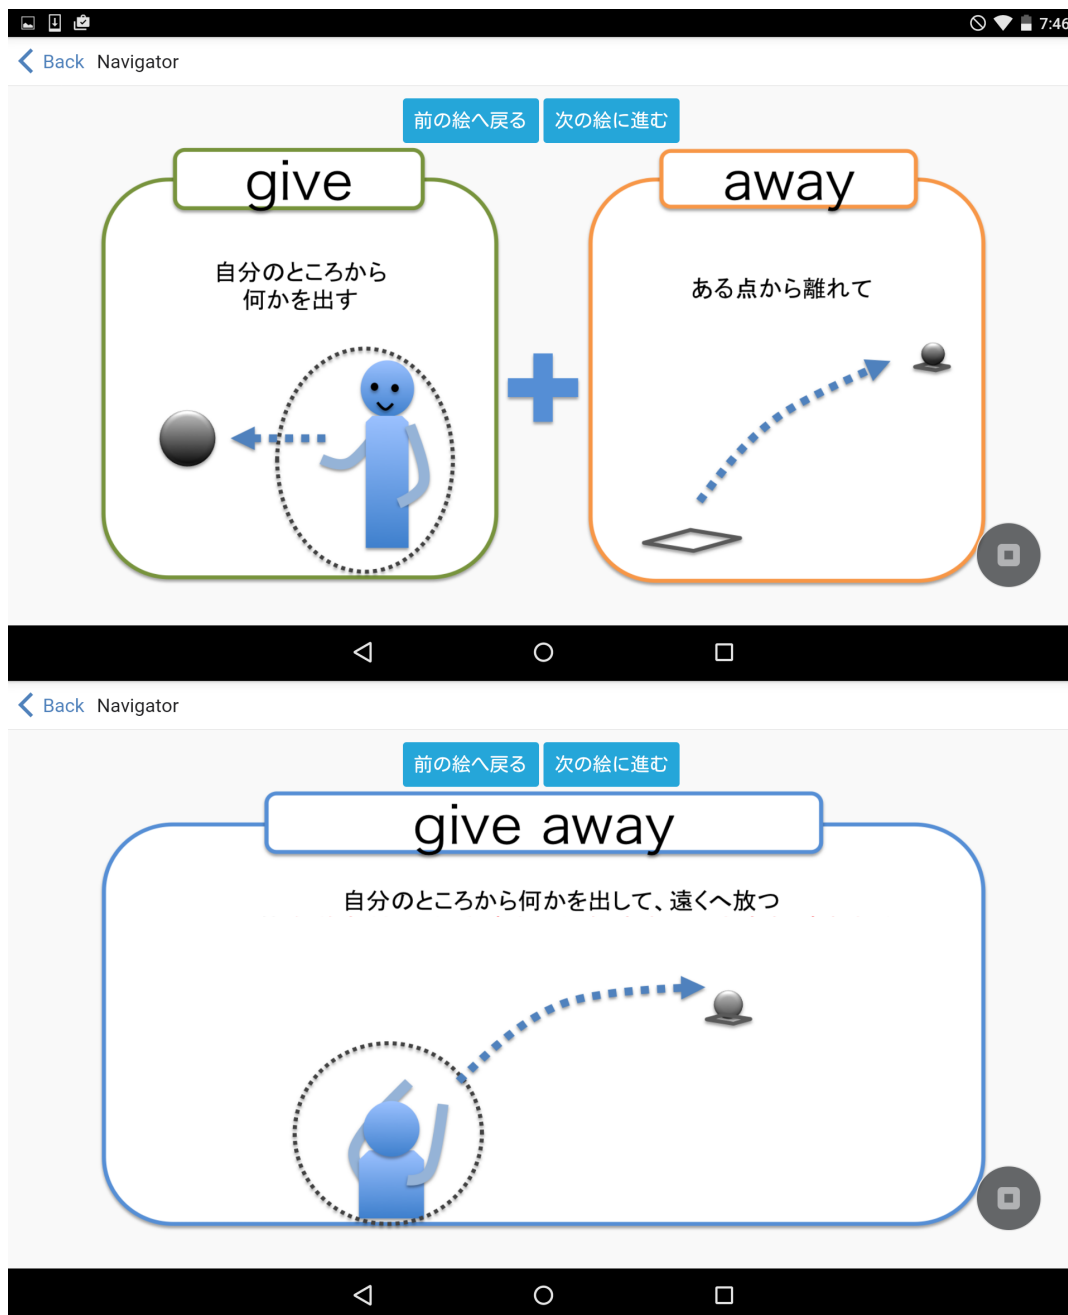 7:46
Back Navigator
前の絵へ戻る 次の絵に進む
give
away
自分のところから
何かを出す
ある点から離れて
Back Navigator
前の絵へ戻る 次の絵に進む
give away
自分のところから何かを出して、遠くへ放つ